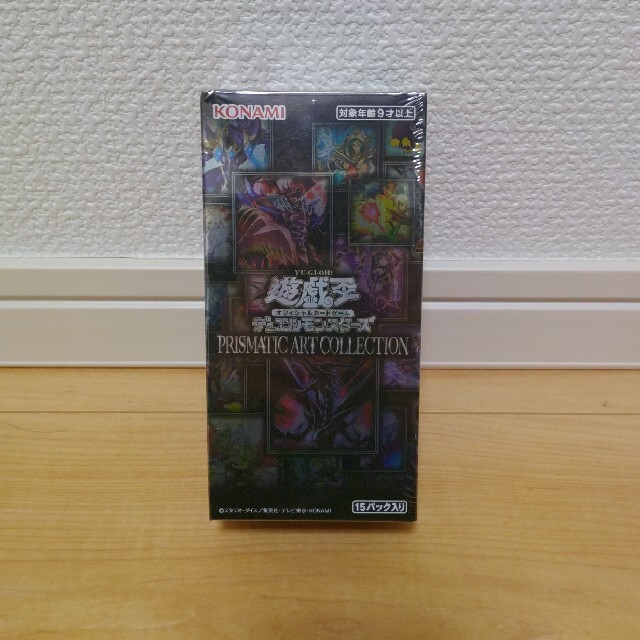 KONAMI
対象年齢9才以上
YU-GI-OH!
遊戯王
オフィシャルカードゲーム
デュエルモンスターズ
PRISMATIC ART COLLECTION
©スタジオ・ダイス/集英社・テレビ東京・KONAMI
15パック入り